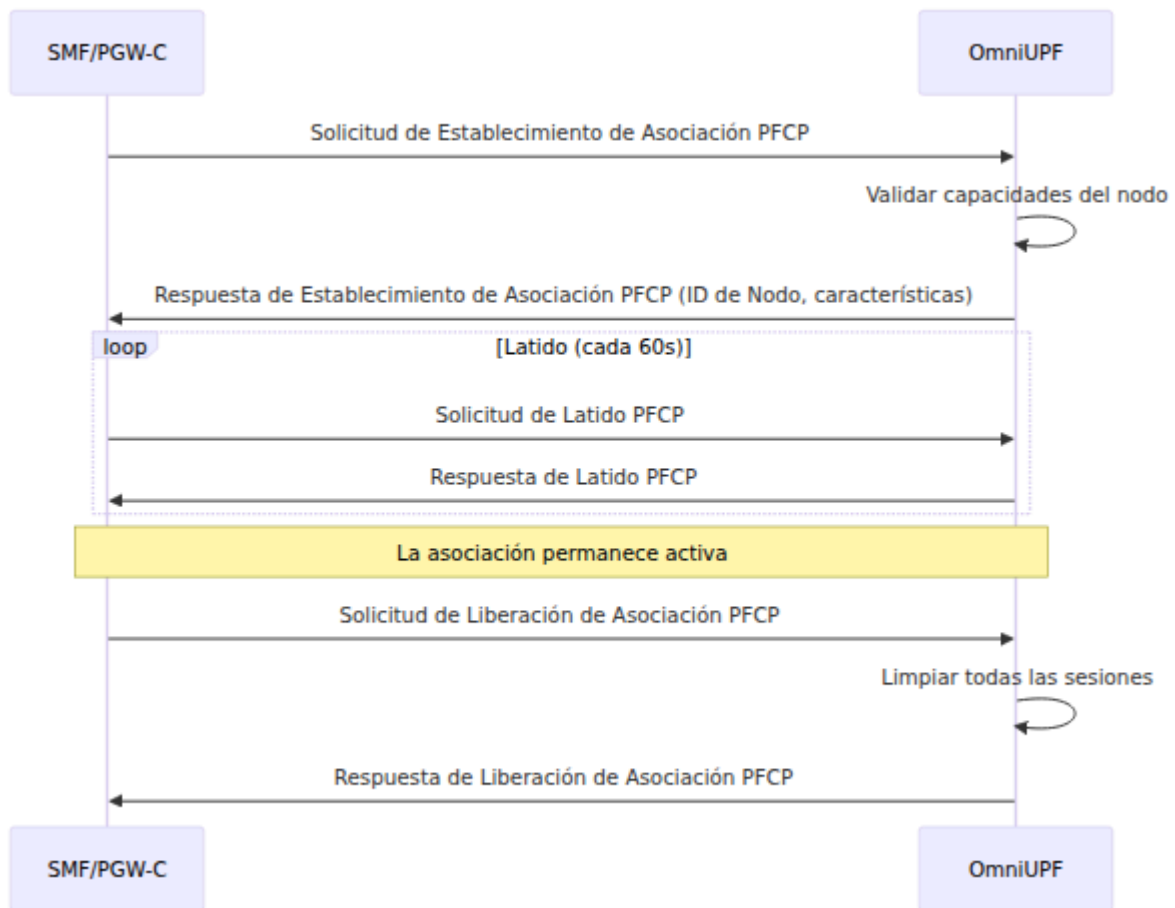 SMF/PGW-C
OmniUPF
Solicitud de Establecimiento de Asociación PFCP
Validar capacidades del nodo
Respuesta de Establecimiento de Asociación PFCP (ID de Nodo, características)
loop
[Latido (cada 60s)]
Solicitud de Latido PFCP
Respuesta de Latido PFCP
La asociación permanece activa
Solicitud de Liberación de Asociación PFCP
Limpiar todas las sesiones
Respuesta de Liberación de Asociación PFCP
SMF/PGW-C
OmniUPF